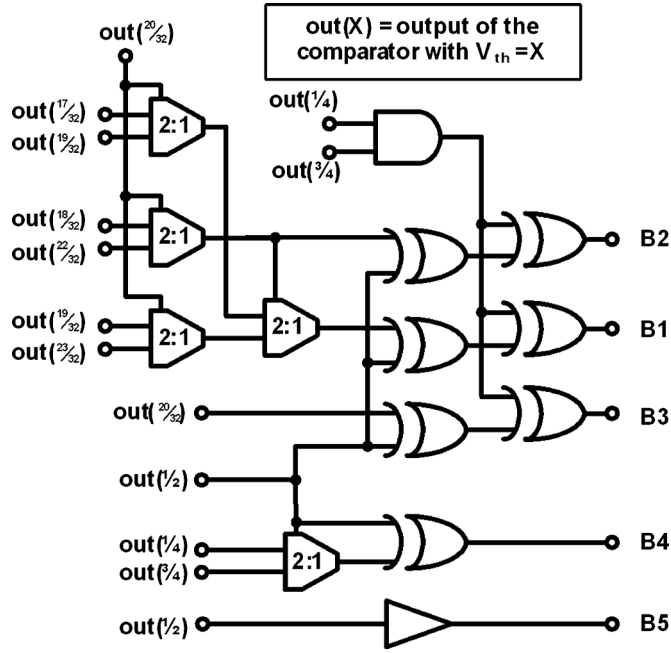 out(20/32)
out(X) = output of the
comparator with Vth =X
out(17/32)
out(19/32)
2:1
out(¼)
out(¾)
out(18/32)
out(22/32)
2:1
B2
out(19/32)
out(23/32)
2:1
2:1
B1
out(20/32)
B3
out(½)
out(¼)
out(¾)
2:1
B4
out(½)
B5